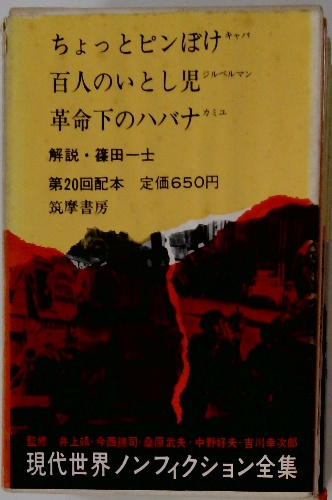 ちょっとピンぼけ キャパ
百人のいとし児 ジルベルマン
革命下のハバナ カミユ
解説・篠田一士
第20回配本 定価650円
筑摩書房
監修 井上靖・今西錦司・桑原武夫・中野好夫・吉川幸次郎
現代世界ノンフィクション全集